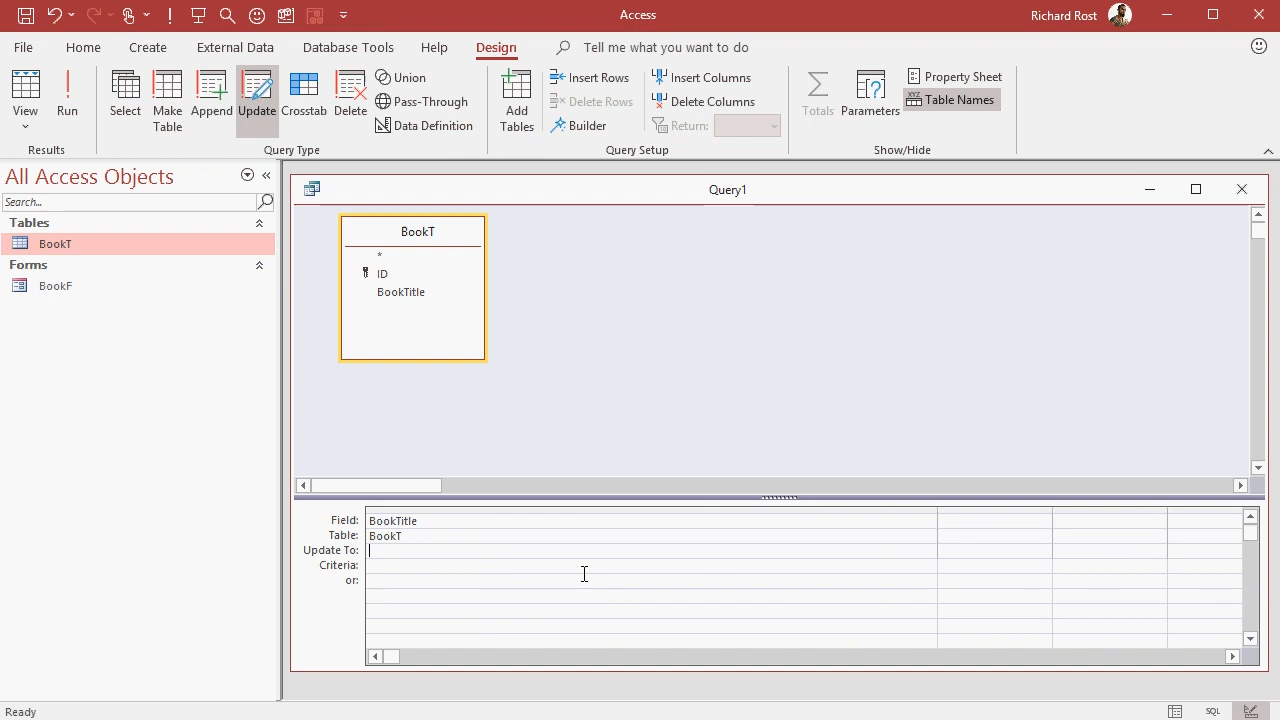 Access
Richard Rost
File
Home
Create
External Data
Database Tools
Help
Design
Tell me what you want to do
View
Run
Select
Make Table
Append
Update
Crosstab
Delete
Union
Pass-Through
Data Definition
Add Tables
Insert Rows
Delete Rows
Builder
Insert Columns
Delete Columns
Return:
Totals
Parameters
Property Sheet
XYZ Table Names
Results
Query Type
Query Setup
Show/Hide
All Access Objects
Search...
Tables
BookT
Forms
BookF
Query1
BookT
*
ID
BookTitle
Field: BookTitle
Table: BookT
Update To:
Criteria:
or:
Ready
SQL